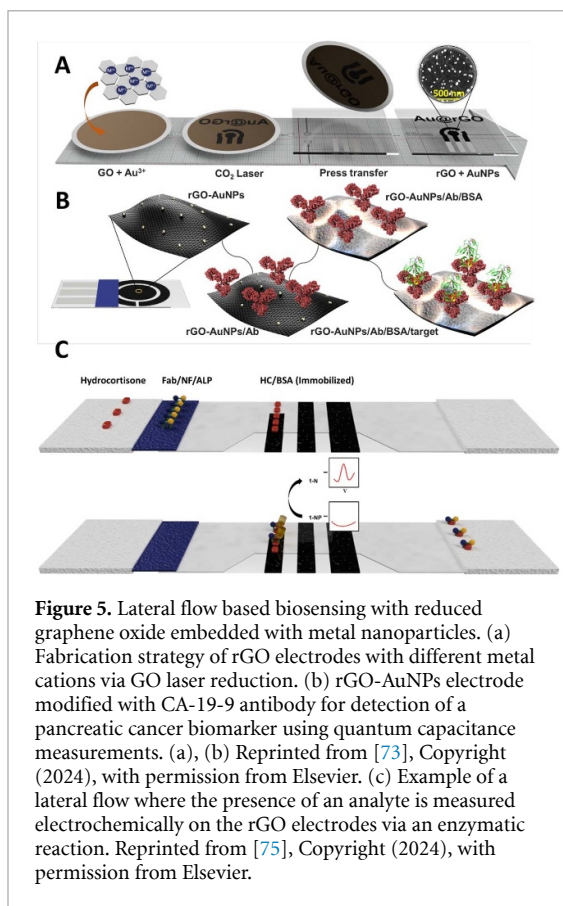 A
M⁺ⁿ
GO + Au³⁺
Au@rGO
CO₂ Laser
Au@rGO
Press transfer
500 nm
Au@rGO
rGO + AuNPs
B
rGO-AuNPs
rGO-AuNPs/Ab/BSA
rGO-AuNPs/Ab
rGO-AuNPs/Ab/BSA/target
C
Hydrocortisone
Fab/NF/ALP
HC/BSA (Immobilized)
1-N
V
1-NP
Figure 5. Lateral flow based biosensing with reduced
graphene oxide embedded with metal nanoparticles. (a)
Fabrication strategy of rGO electrodes with different metal
cations via GO laser reduction. (b) rGO-AuNPs electrode
modified with CA-19-9 antibody for detection of a
pancreatic cancer biomarker using quantum capacitance
measurements. (a), (b) Reprinted from [73], Copyright
(2024), with permission from Elsevier. (c) Example of a
lateral flow where the presence of an analyte is measured
electrochemically on the rGO electrodes via an enzymatic
reaction. Reprinted from [75], Copyright (2024), with
permission from Elsevier.